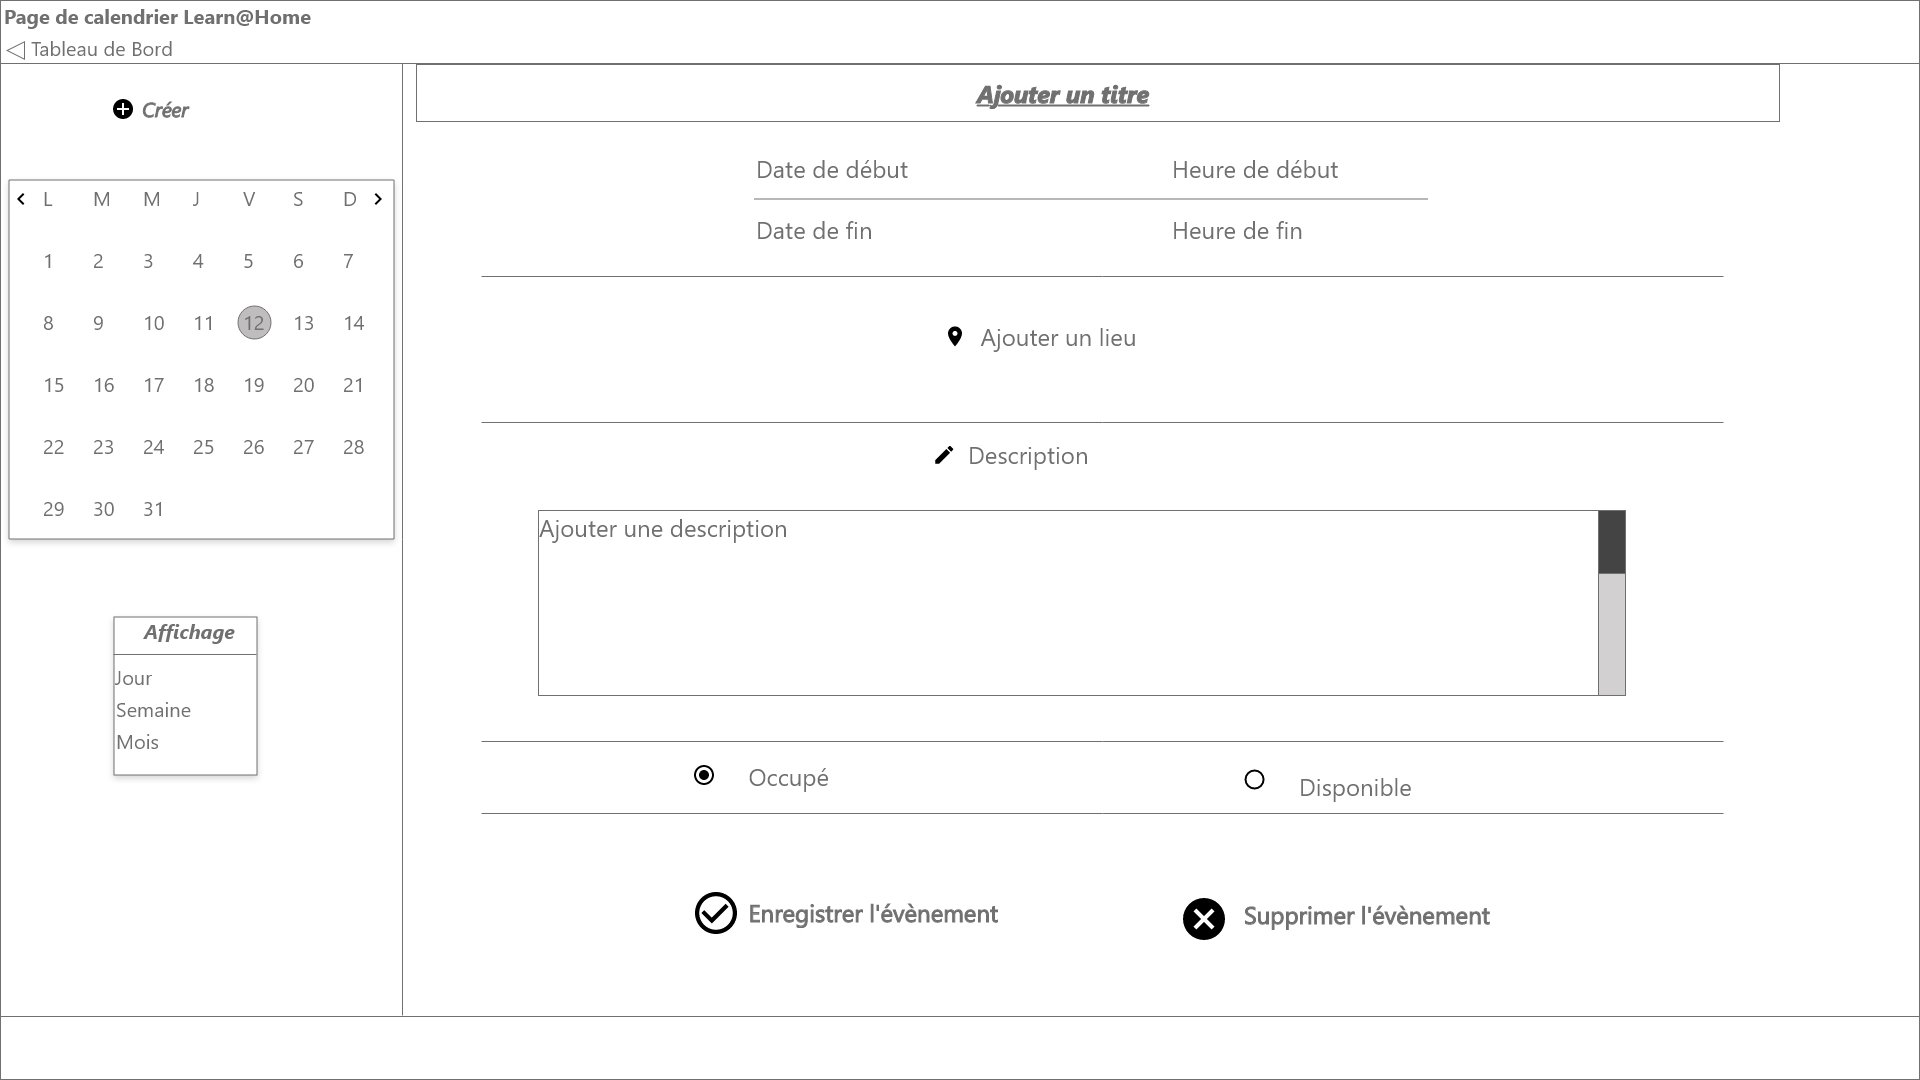 Page de calendrier Learn@Home
Tableau de Bord
Créer
L M M J V S D
1 2 3 4 5 6 7
8 9 10 11 12 13 14
15 16 17 18 19 20 21
22 23 24 25 26 27 28
29 30 31
Affichage
Jour
Semaine
Mois
Ajouter un titre
Date de début Heure de début
Date de fin Heure de fin
Ajouter un lieu
Description
Ajouter une description
Occupé Disponible
Enregistrer l'évènement Supprimer l'évènement